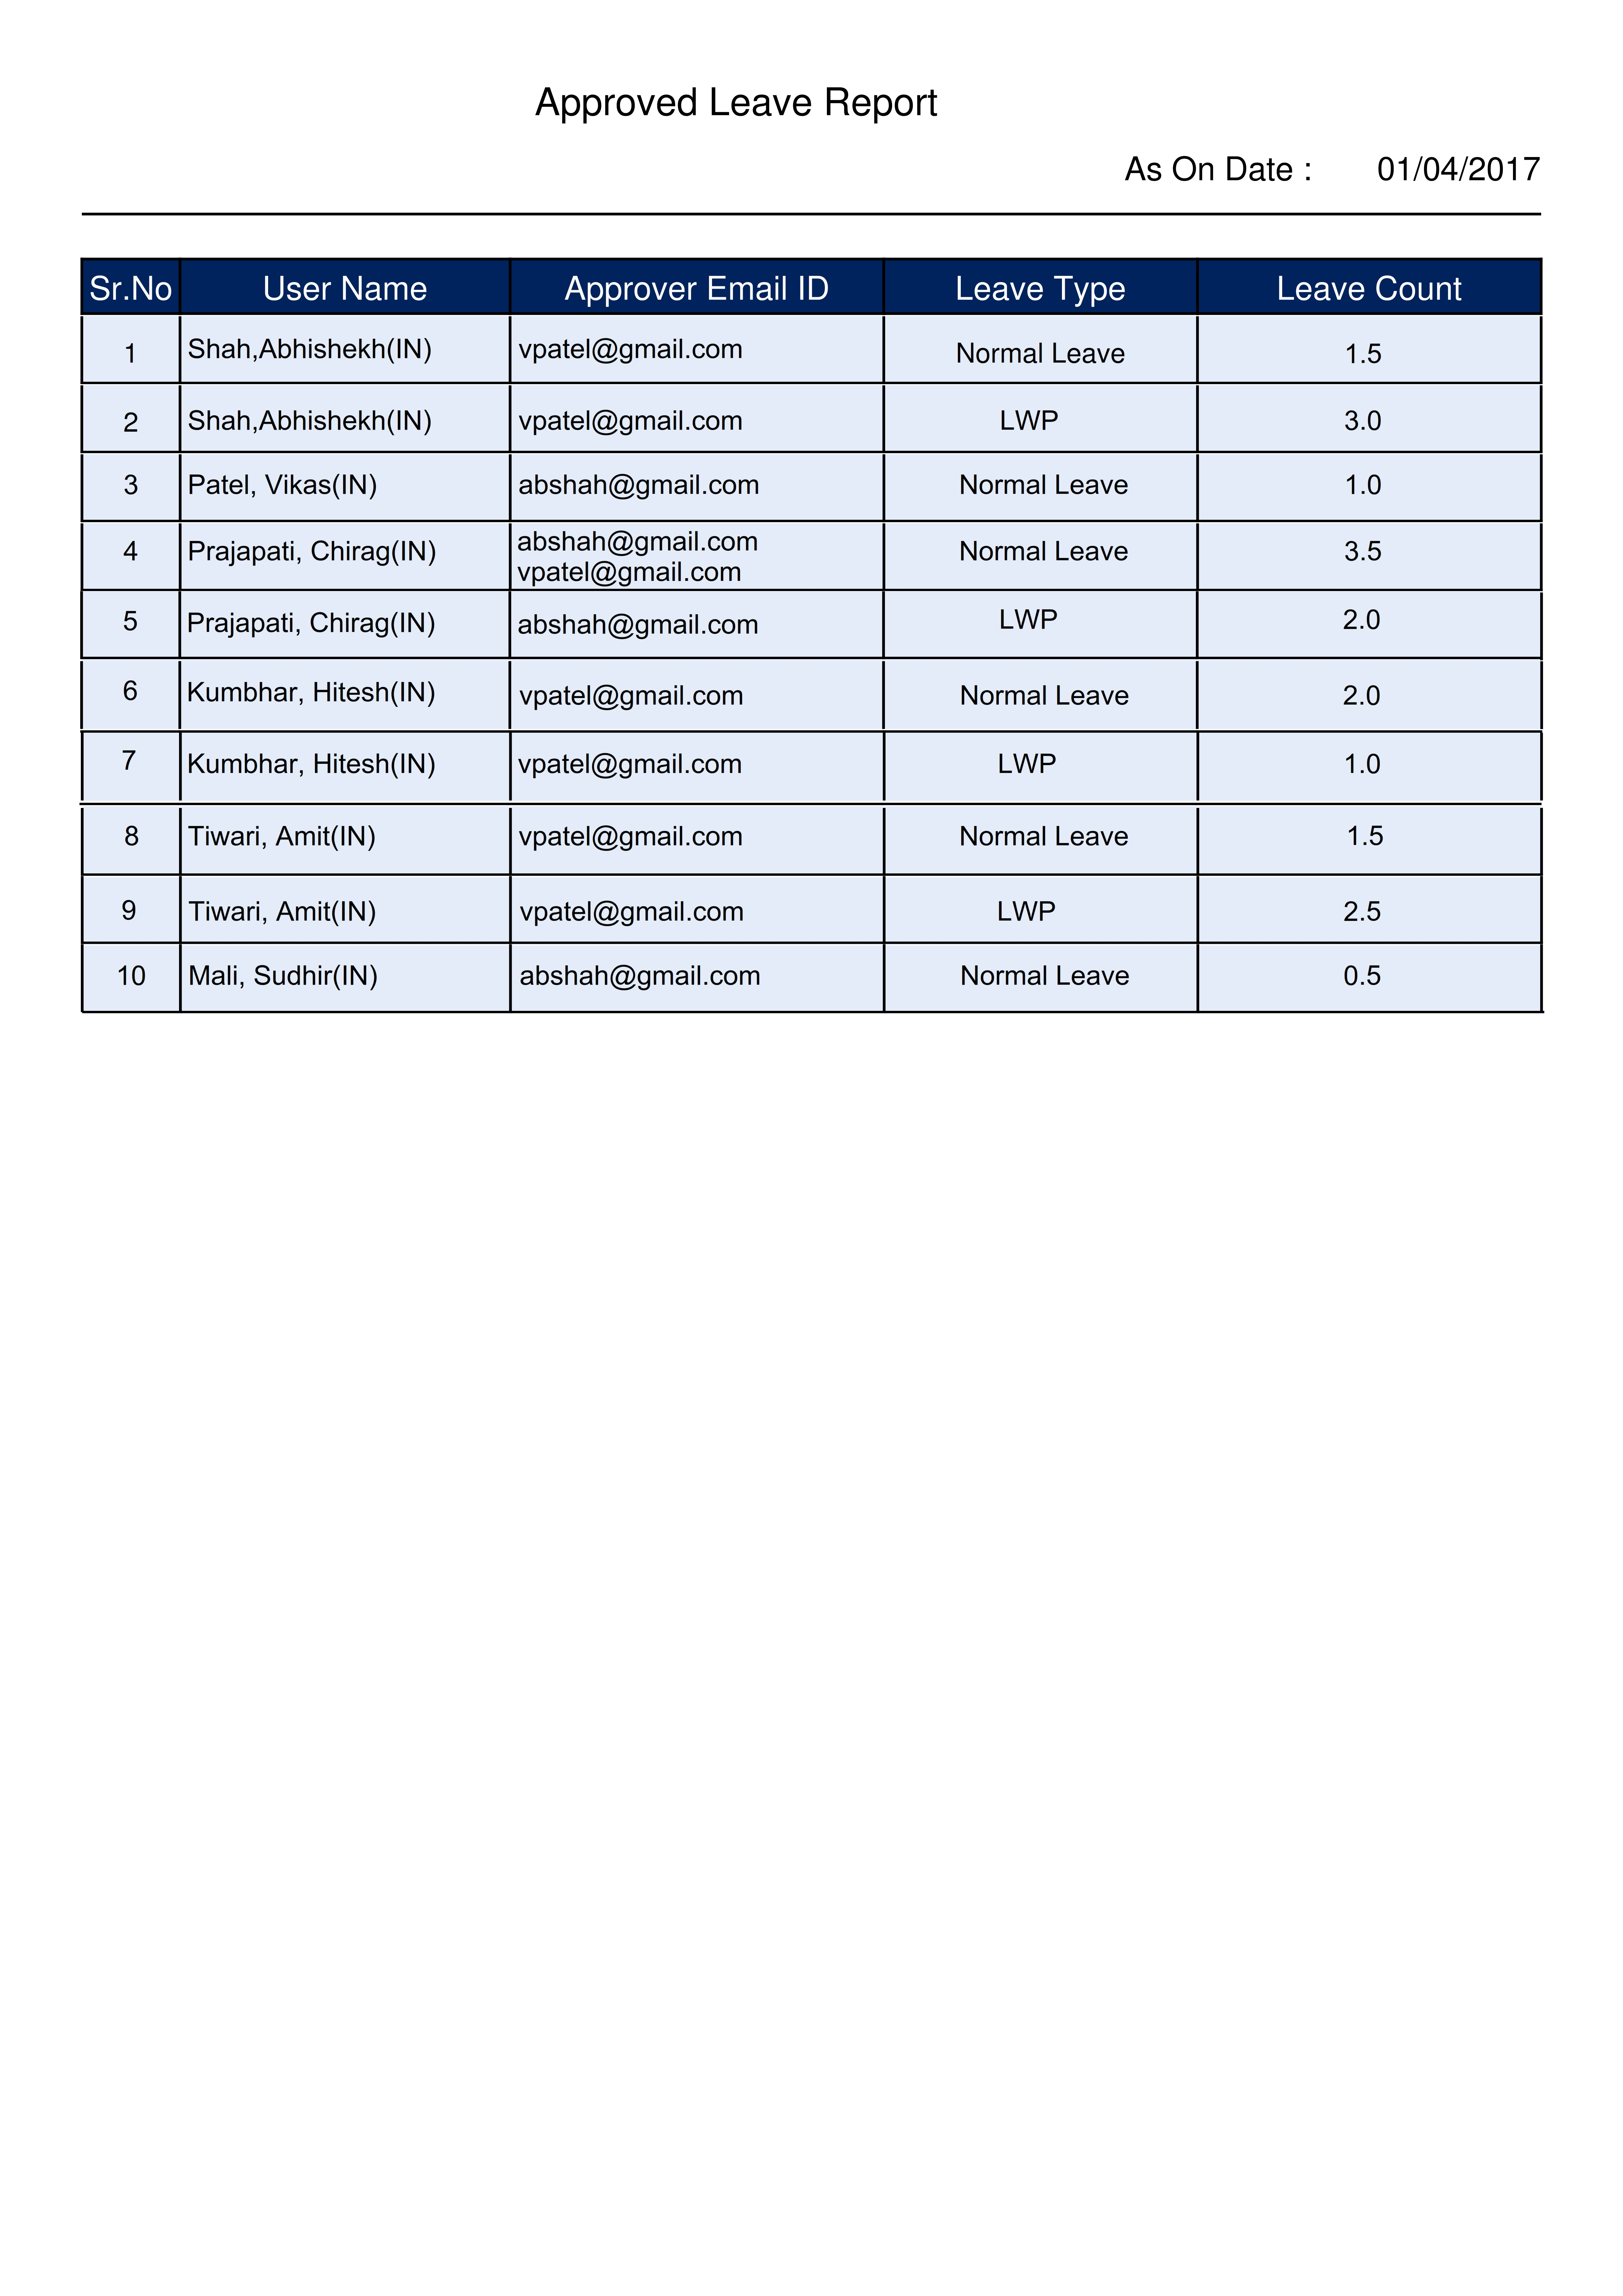 Approved Leave Report
As On Date : 01/04/2017
Sr.No User Name Approver Email ID Leave Type Leave Count
1 Shah,Abhishekh(IN) vpatel@gmail.com Normal Leave 1.5
2 Shah,Abhishekh(IN) vpatel@gmail.com LWP 3.0
3 Patel, Vikas(IN) abshah@gmail.com Normal Leave 1.0
4 Prajapati, Chirag(IN) abshah@gmail.com Normal Leave 3.5
vpatel@gmail.com
5 Prajapati, Chirag(IN) abshah@gmail.com LWP 2.0
6 Kumbhar, Hitesh(IN) vpatel@gmail.com Normal Leave 2.0
7 Kumbhar, Hitesh(IN) vpatel@gmail.com LWP 1.0
8 Tiwari, Amit(IN) vpatel@gmail.com Normal Leave 1.5
9 Tiwari, Amit(IN) vpatel@gmail.com LWP 2.5
10 Mali, Sudhir(IN) abshah@gmail.com Normal Leave 0.5